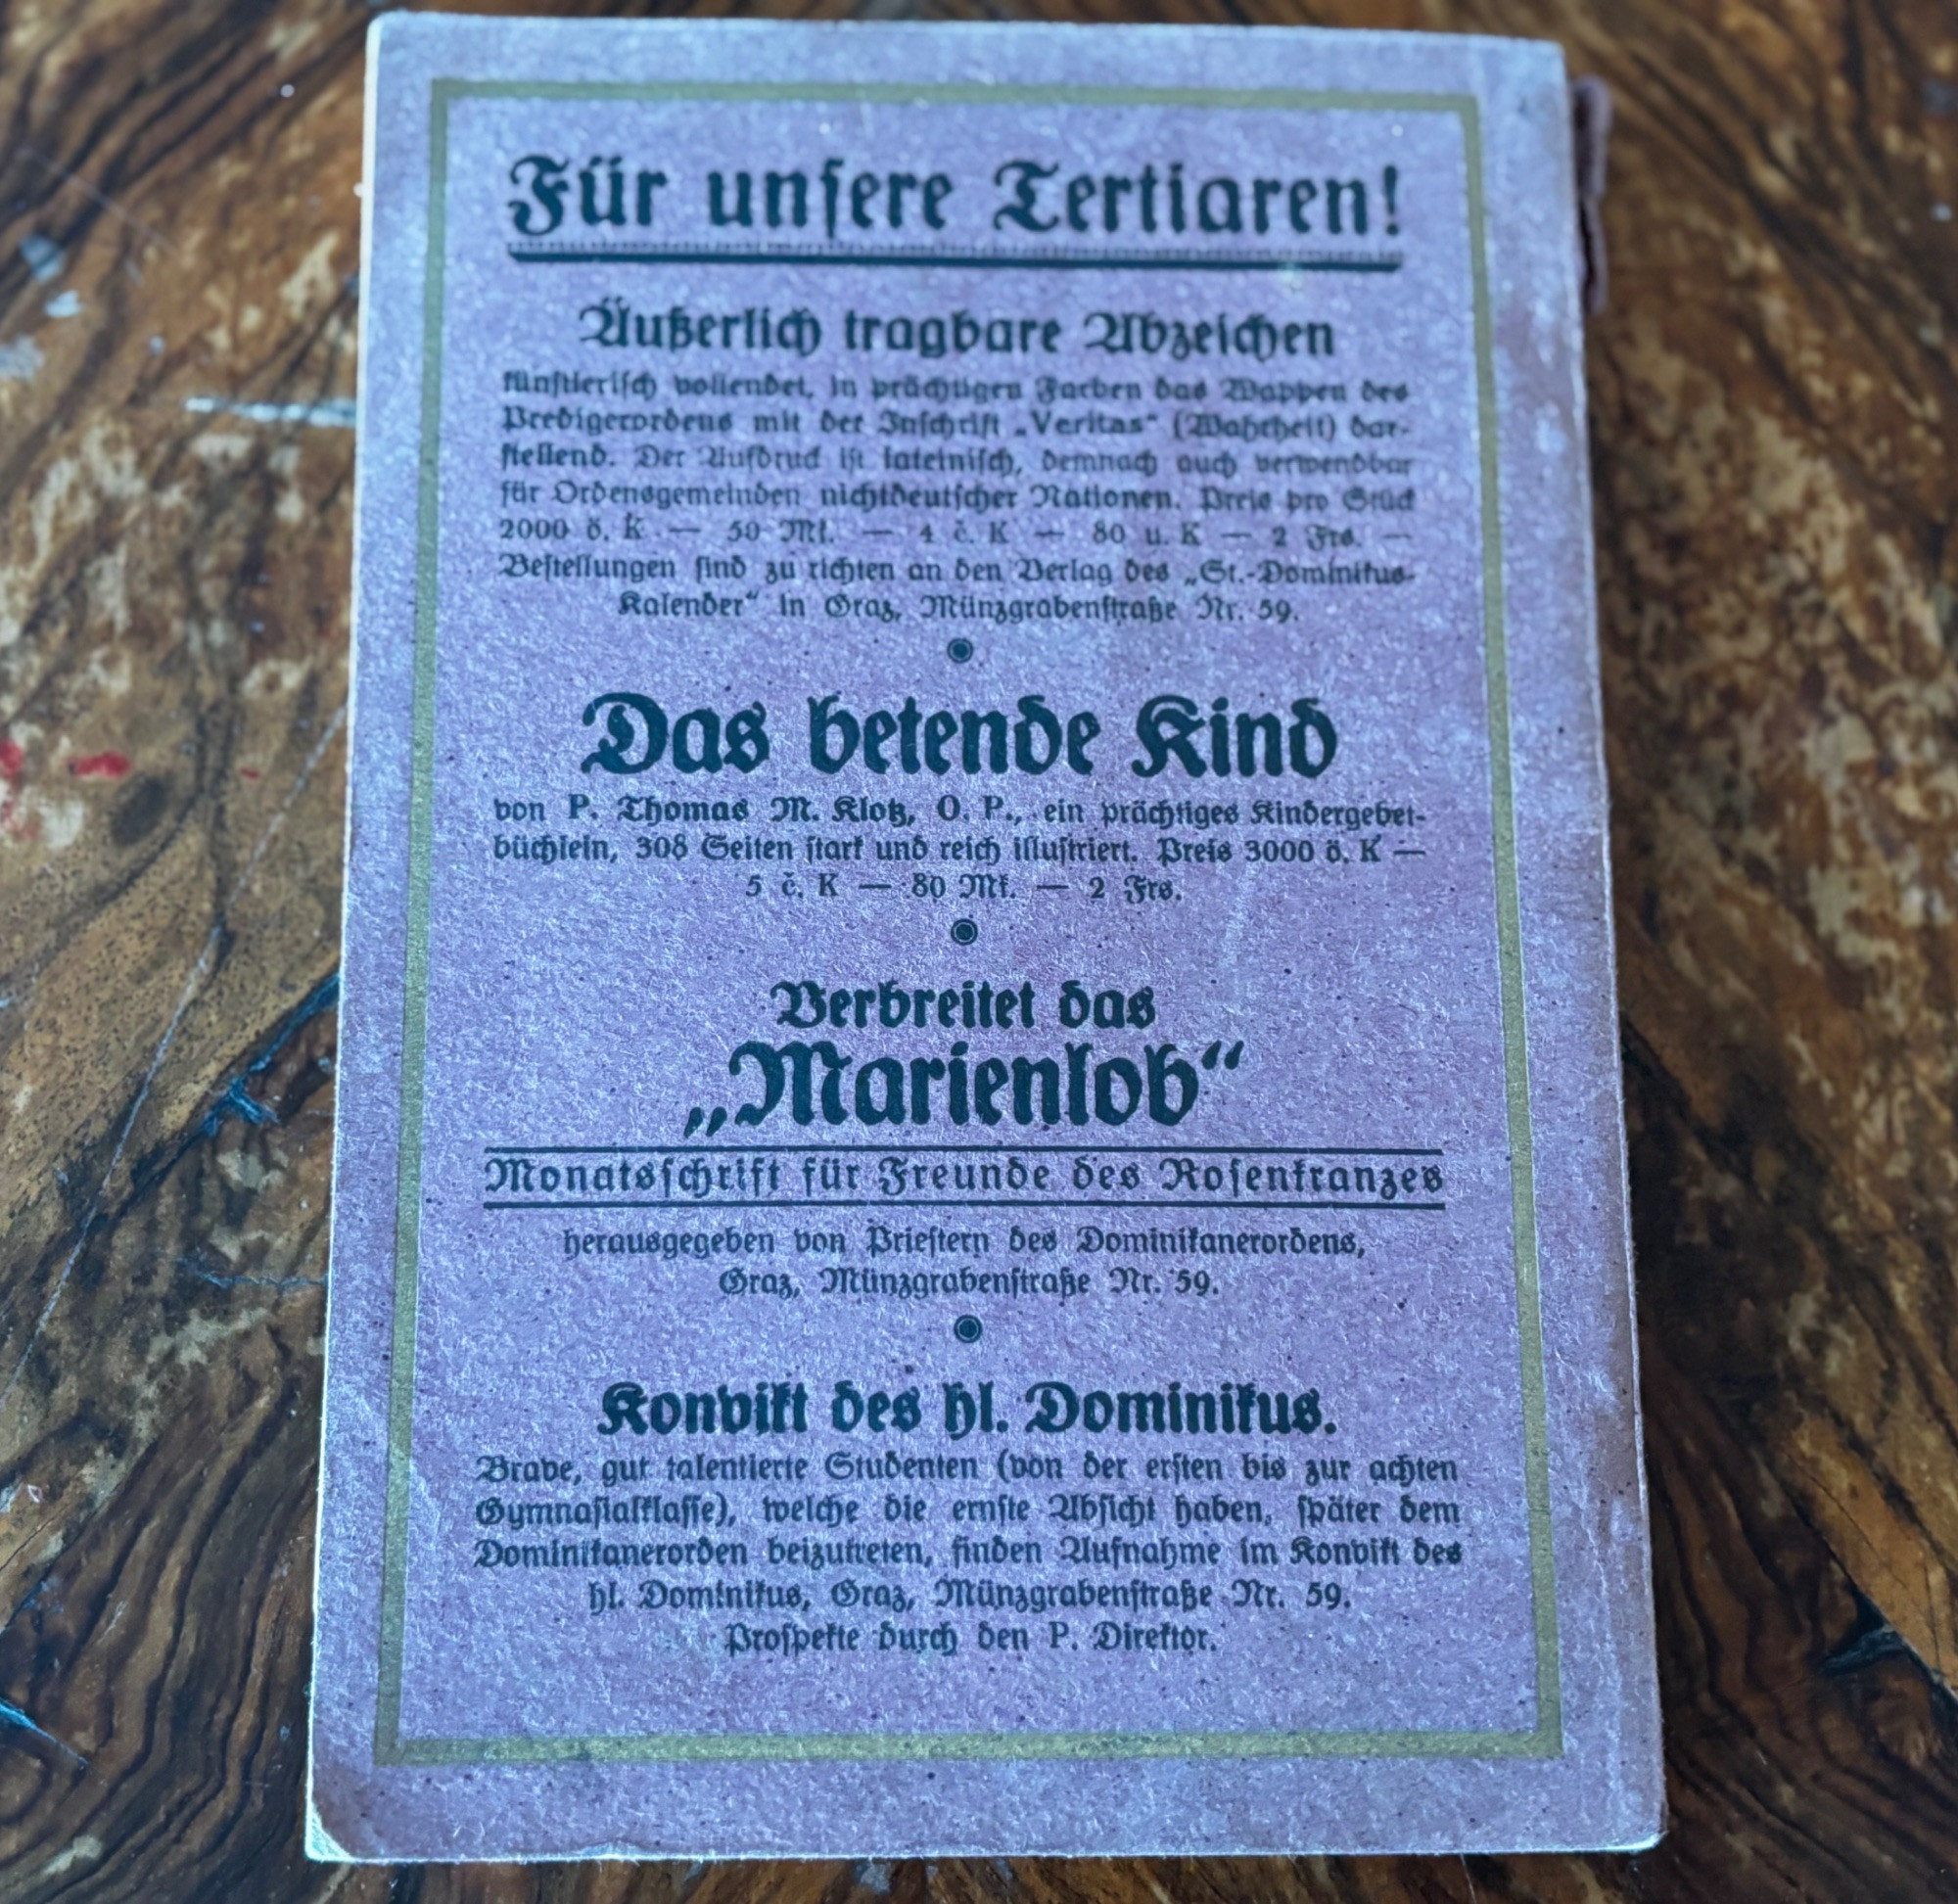 Für unsere Tertiaren!
Äußerlich tragbare Abzeichen
künstlerisch vollendet, in prächtigen Farben das Wappen des
Predigerordens mit der Inschrift „Veritas“ (Wahrheit) dar-
stellend. Der Aufdruck ist lateinisch, demnach auch verwendbar
für Ordensgemeinden nichtdeutscher Nationen. Preis pro Stück
2000 ö. K — 50 Mk. — 4 č. K — 80 u. K — 2 Frs. —
Bestellungen sind zu richten an den Verlag des „St.-Dominikus-
Kalender“ in Graz, Münzgrabenstraße Nr. 59.
Das betende Kind
von P. Thomas M. Klotz, O. P., ein prächtiges Kindergebet-
büchlein, 308 Seiten stark und reich illustriert. Preis 3000 ö. K —
5 č. K — 80 Mk. — 2 Frs.
Verbreitet das
„Marienlob“
Monatsschrift für Freunde des Rosenkranzes
herausgegeben von Priestern des Dominikanerordens,
Graz, Münzgrabenstraße Nr. 59.
Konvikt des hl. Dominikus.
Brave, gut talentierte Studenten (von der ersten bis zur achten
Gymnasialklasse), welche die ernste Absicht haben, später dem
Dominikanerorden beizutreten, finden Aufnahme im Konvikt des
hl. Dominikus, Graz, Münzgrabenstraße Nr. 59.
Prospekte durch den P. Direktor.